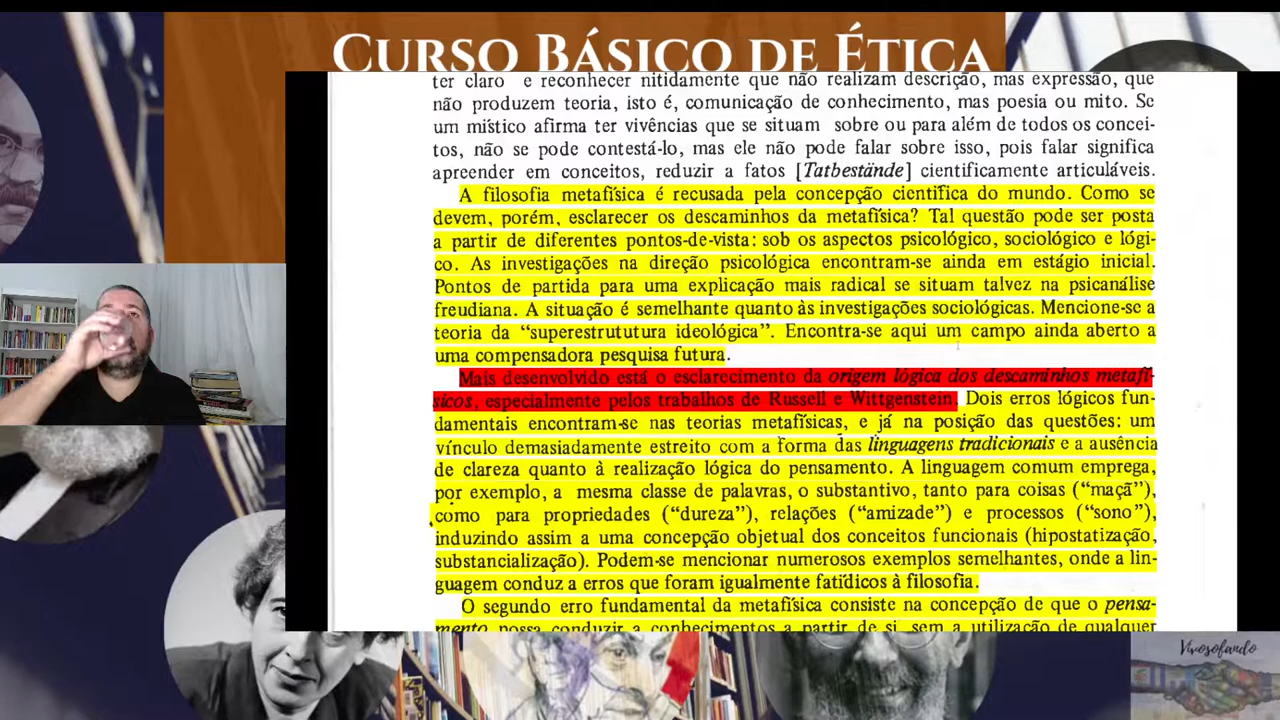 CURSO BÁSICO DE ÉTICA
ter claro e reconhecer nitidamente que não realizam descrição, mas expressão, que
não produzem teoria, isto é, comunicação de conhecimento, mas poesia ou mito. Se
um místico afirma ter vivências que se situam sobre ou para além de todos os concei-
tos, não se pode contestá-lo, mas ele não pode falar sobre isso, pois falar significa
apreender em conceitos, reduzir a fatos [Tatbestände] cientificamente articuláveis.
A filosofia metafísica é recusada pela concepção científica do mundo. Como se
devem, porém, esclarecer os descaminhos da metafísica? Tal questão pode ser posta
a partir de diferentes pontos-de-vista: sob os aspectos psicológico, sociológico e lógi-
co. As investigações na direção psicológica encontram-se ainda em estágio inicial.
Pontos de partida para uma explicação mais radical se situam talvez na psicanálise
freudiana. A situação é semelhante quanto às investigações sociológicas. Mencione-se a
teoria da “superestrututura ideológica”. Encontra-se aqui um campo ainda aberto a
uma compensadora pesquisa futura.
Mais desenvolvido está o esclarecimento da origem lógica dos descaminhos metafí-
sicos, especialmente pelos trabalhos de Russell e Wittgenstein. Dois erros lógicos fun-
damentais encontram-se nas teorias metafísicas, e já na posição das questões: um
vínculo demasiadamente estreito com a forma das linguagens tradicionais e a ausência
de clareza quanto à realização lógica do pensamento. A linguagem comum emprega,
por exemplo, a mesma classe de palavras, o substantivo, tanto para coisas (“maçã”),
como para propriedades (“dureza”), relações (“amizade”) e processos (“sono”),
induzindo assim a uma concepção objetual dos conceitos funcionais (hipostatização,
substancialização). Podem-se mencionar numerosos exemplos semelhantes, onde a lin-
guagem conduz a erros que foram igualmente fatídicos à filosofia.
O segundo erro fundamental da metafísica consiste na concepção de que o pensa-
mento possa conduzir a conhecimentos a partir de si, sem a utilização de qualquer
Vivosofando